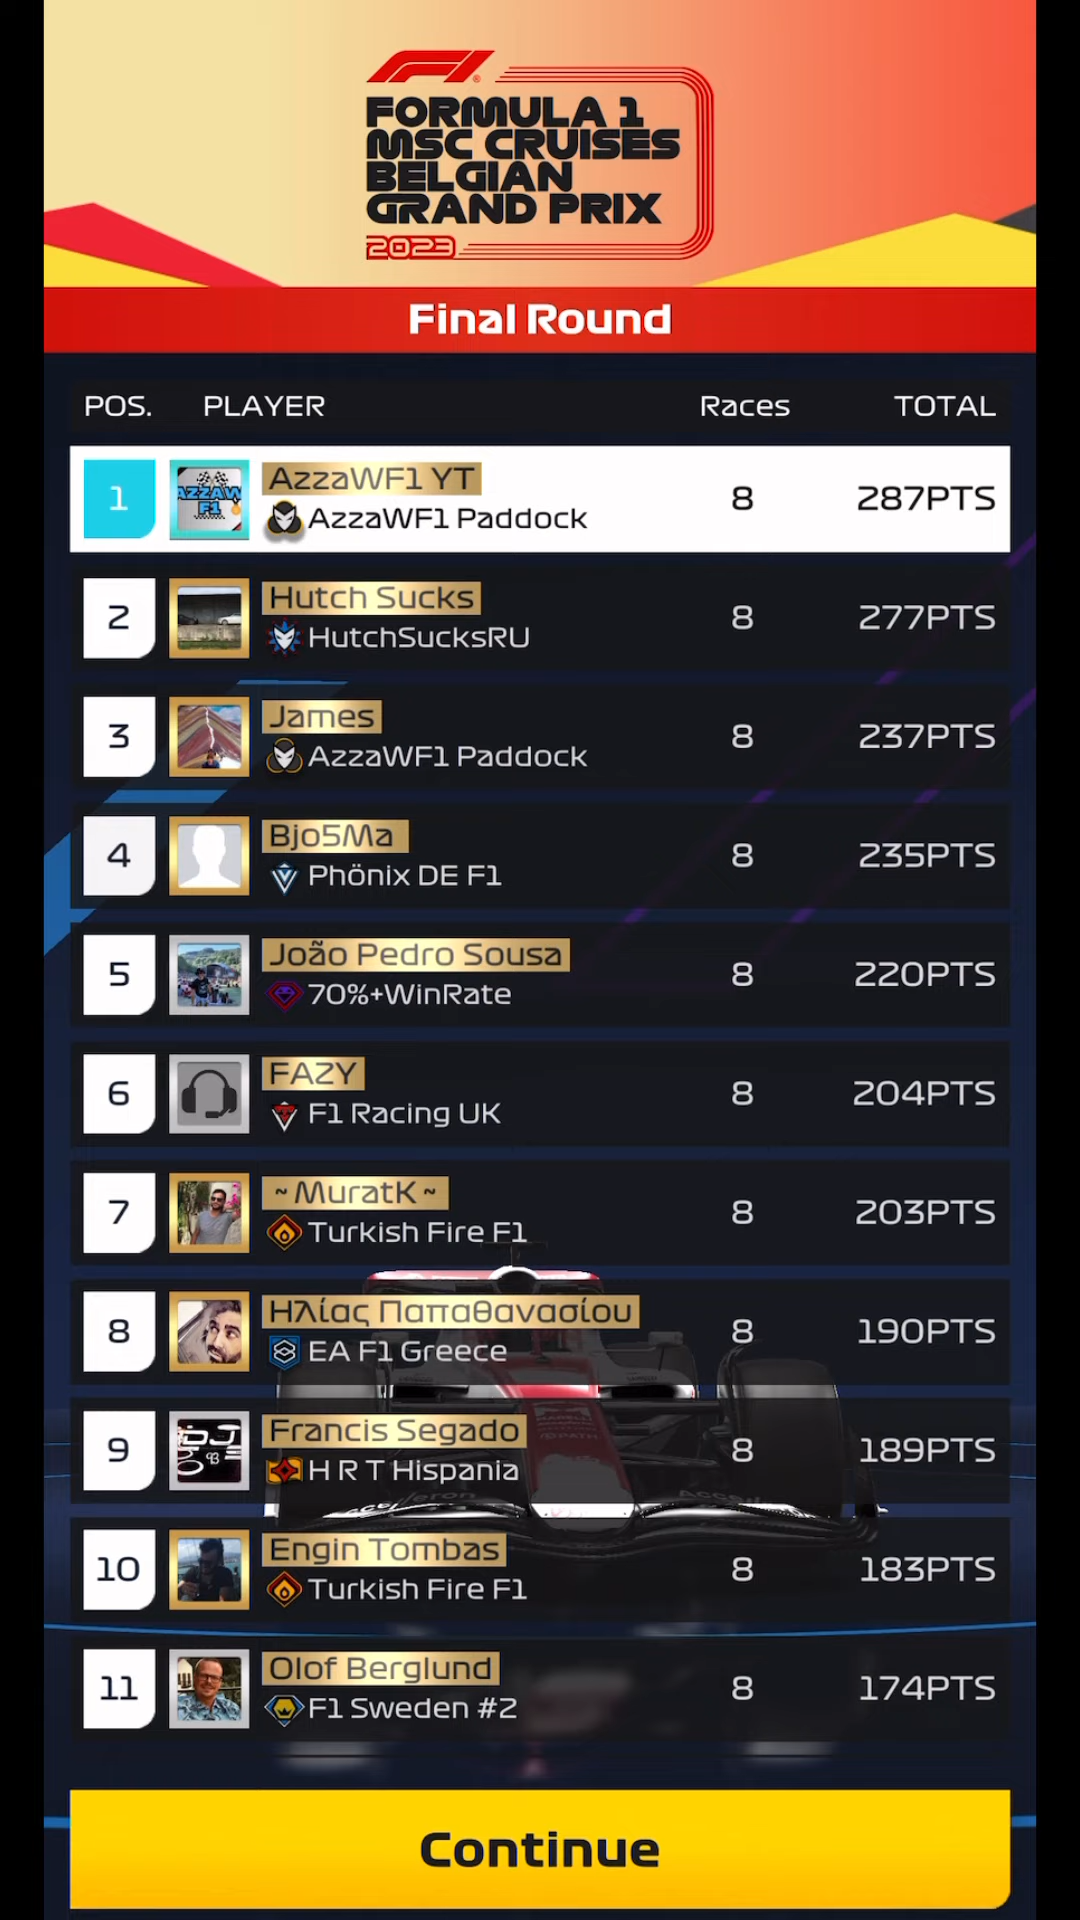 FORMULA 1
MSC CRUISES
BELGIAN
GRAND PRIX
2023
Final Round
POS. PLAYER Races TOTAL
1 AzzaWF1 YT 8 287PTS
AzzaWF1 Paddock
2 Hutch Sucks 8 277PTS
HutchSucksRU
3 James 8 237PTS
AzzaWF1 Paddock
4 Bjo5Ma 8 235PTS
Phönix DE F1
5 João Pedro Sousa 8 220PTS
70%+WinRate
6 FAZY 8 204PTS
F1 Racing UK
7 ~MuratK~ 8 203PTS
Turkish Fire F1
8 Ηλίας Παπαθανασίου 8 190PTS
EA F1 Greece
9 Francis Segado 8 189PTS
H R T Hispania
10 Engin Tombas 8 183PTS
Turkish Fire F1
11 Olof Berglund 8 174PTS
F1 Sweden #2
Continue